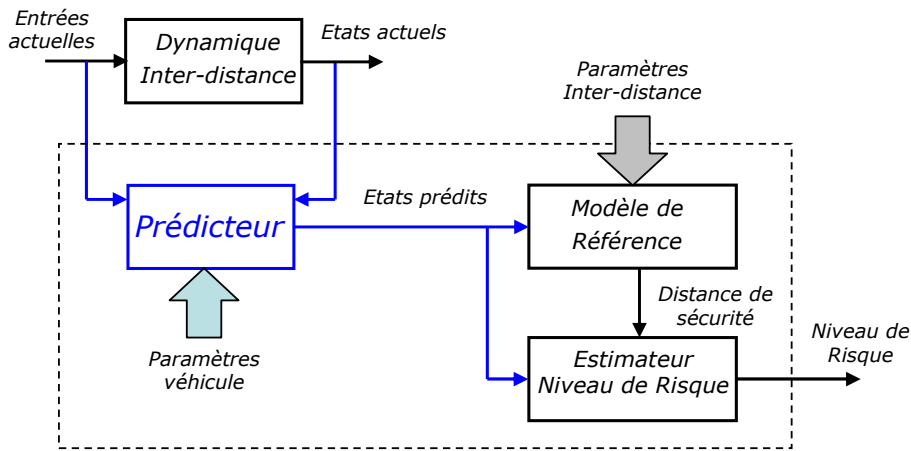 Entrées
actuelles
Dynamique
Inter-distance
Etats actuels
Paramètres
Inter-distance
Prédicteur
Etats prédits
Modèle de
Référence
Distance de
sécurité
Paramètres
véhicule
Estimateur
Niveau de Risque
Niveau de
Risque